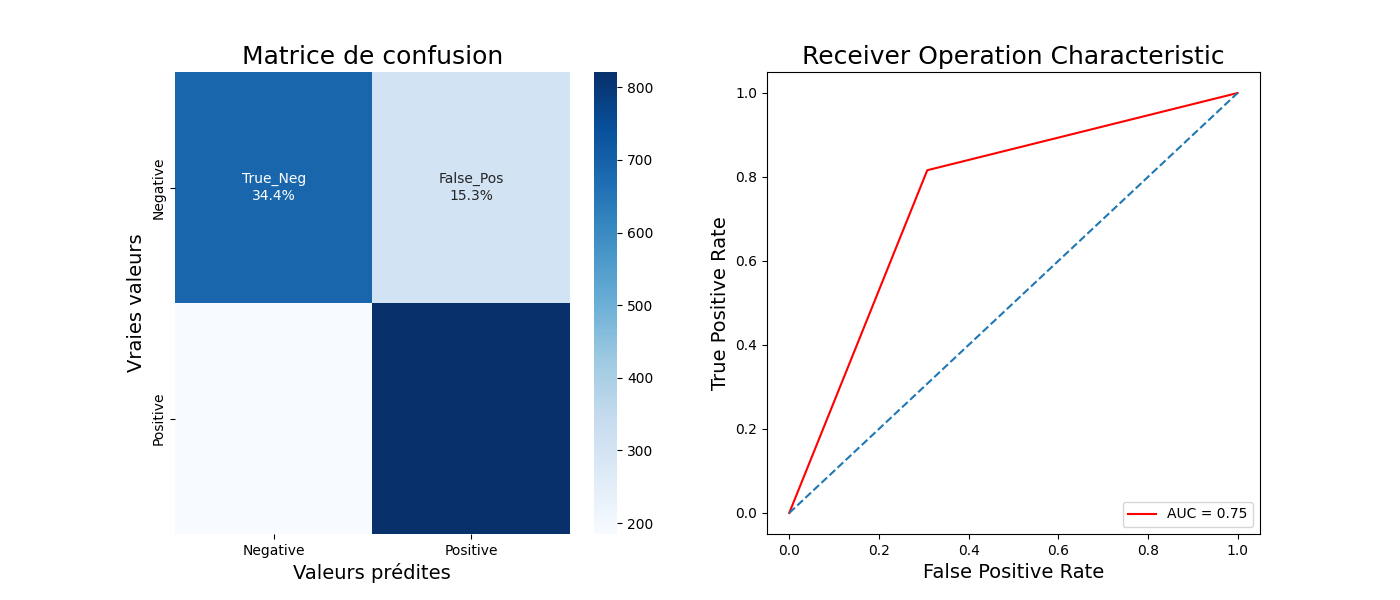 Matrice de confusion
True_Neg
34.4%
False_Pos
15.3%
Negative
Positive
Vraies valeurs
Negative
Positive
Valeurs prédites
800
700
600
500
400
300
200
Receiver Operation Characteristic
1.0
0.8
0.6
0.4
0.2
0.0
True Positive Rate
AUC = 0.75
0.0
0.2
0.4
0.6
0.8
1.0
False Positive Rate